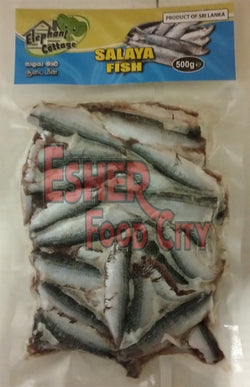 Elephant
Cottage
PRODUCT OF SRI LANKA
SALAYA
FISH
500g e
ESHER
FOOD CITY